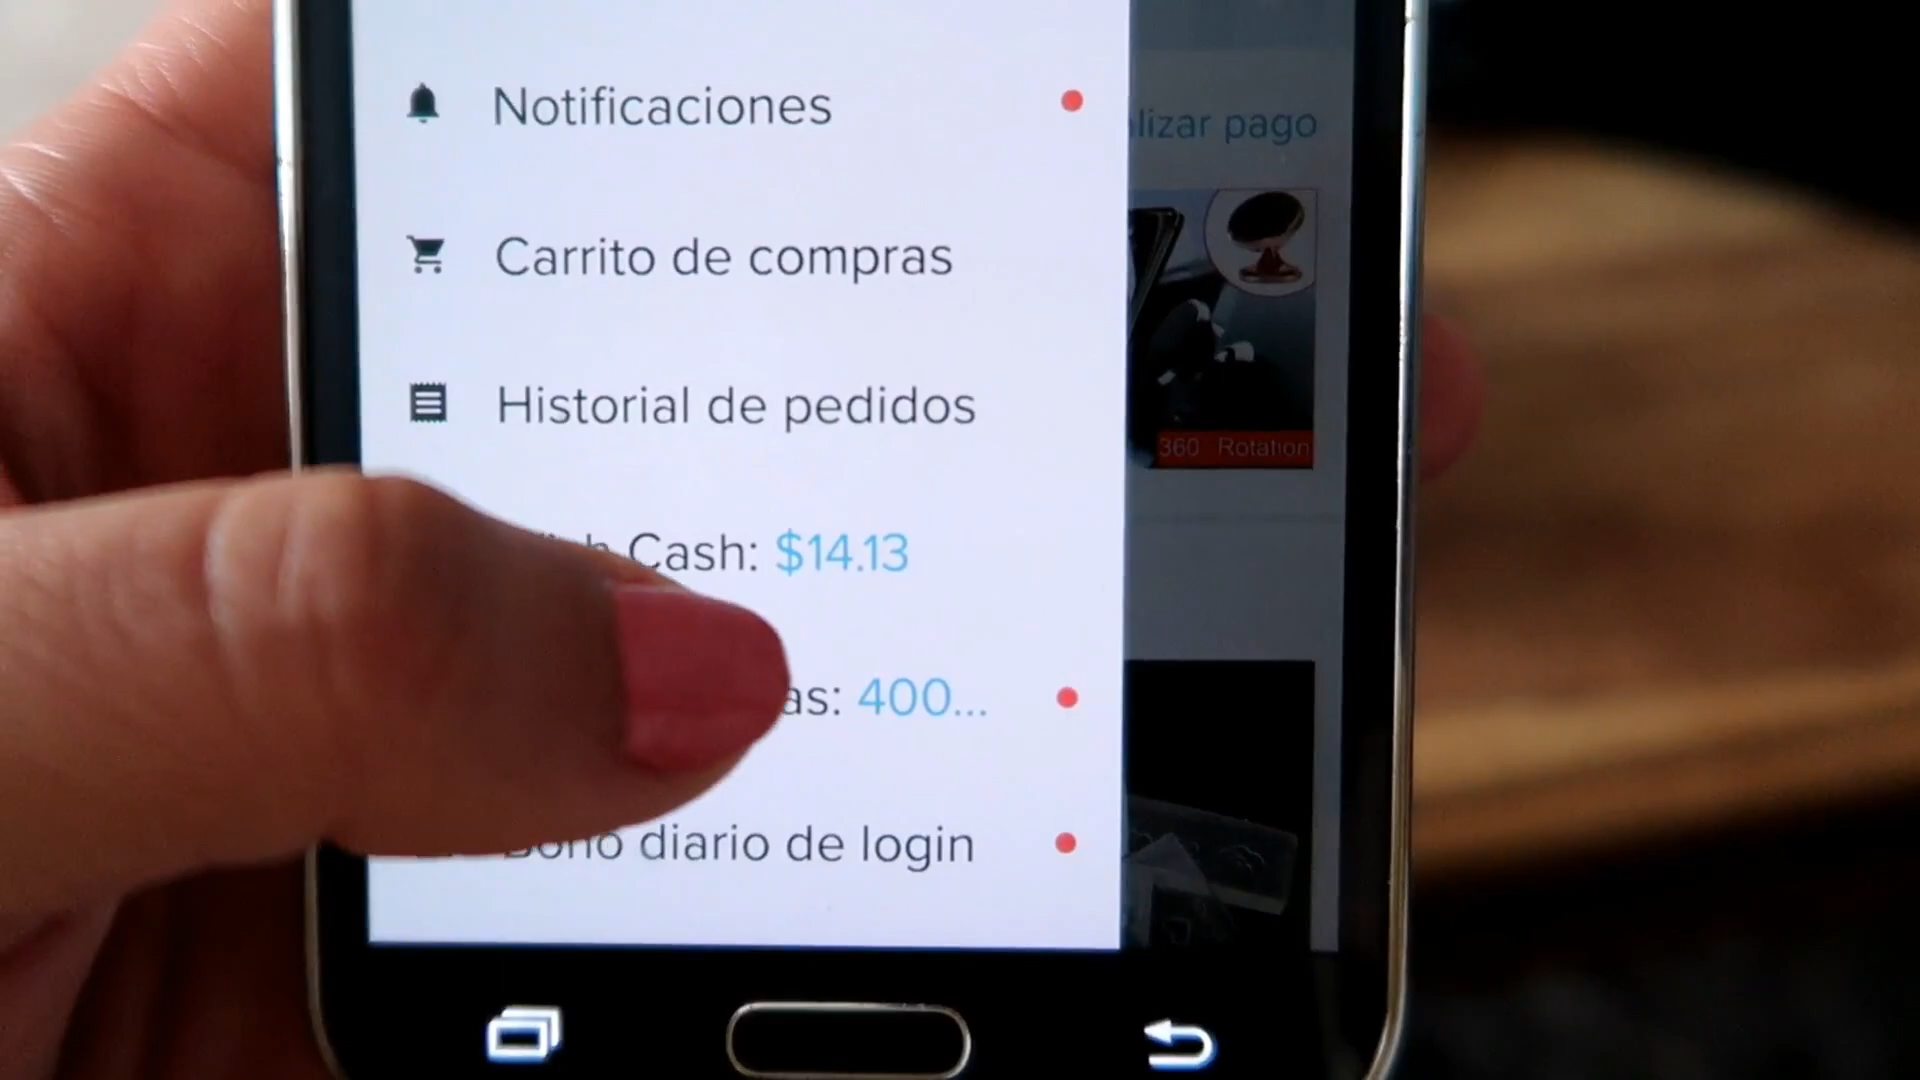 Notificaciones
lizar pago
Carrito de compras
Historial de pedidos
360 Rotation
Cash: $14.13
as: 400...
diario de login